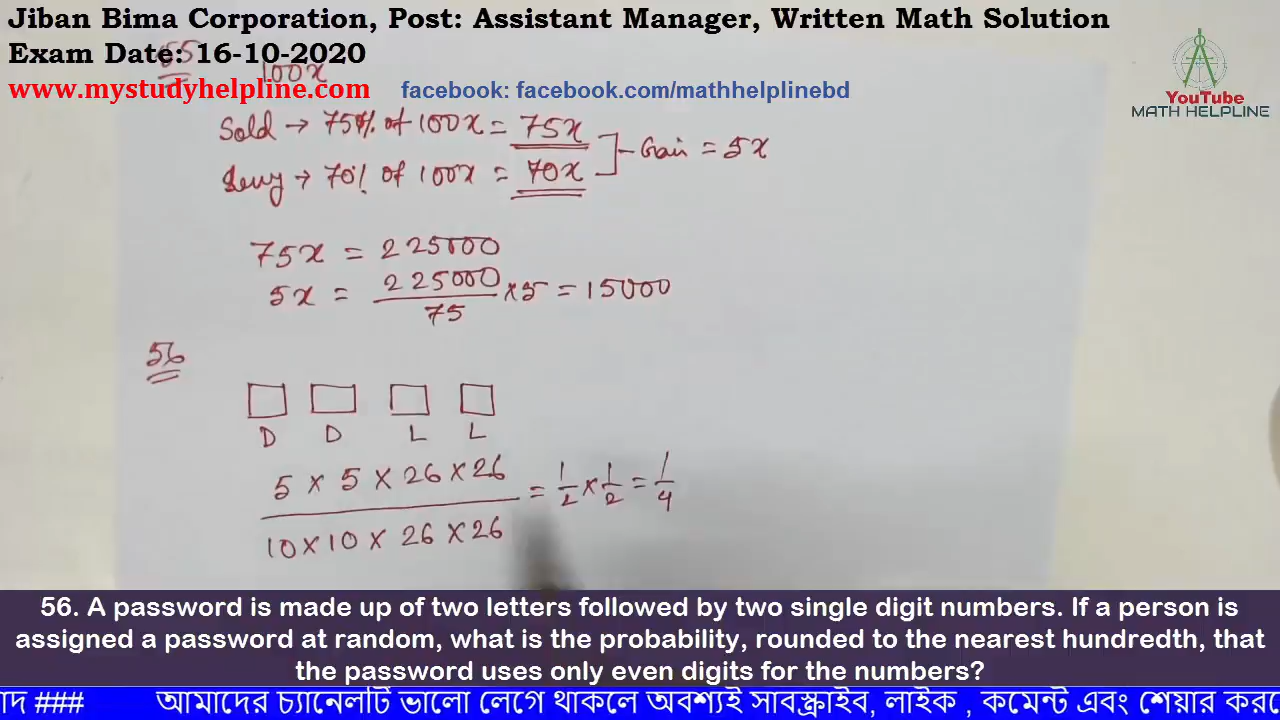 Jiban Bima Corporation, Post: Assistant Manager, Written Math Solution
Exam Date: 16-10-2020
55
100x
www.mystudyhelpline.com facebook: facebook.com/mathhelplinebd
YouTube
MATH HELPLINE
Sold → 75% of 100x = 75x
→ 70% of 100x = 70x
Gain = 5x
75x = 225000
5x = 225000/75 × 5 = 15000
56
D D L L
5 × 5 × 26 × 26 / 10 × 10 × 26 × 26 = 1/2 × 1/2 = 1/4
56. A password is made up of two letters followed by two single digit numbers. If a person is
assigned a password at random, what is the probability, rounded to the nearest hundredth, that
the password uses only even digits for the numbers?
াদ ### আমাদের চ্যানেলটি ভালো লেগে থাকলে অবশ্যই সাবস্ক্রাইব, লাইক , কমেন্ট এবং শেয়ার কর